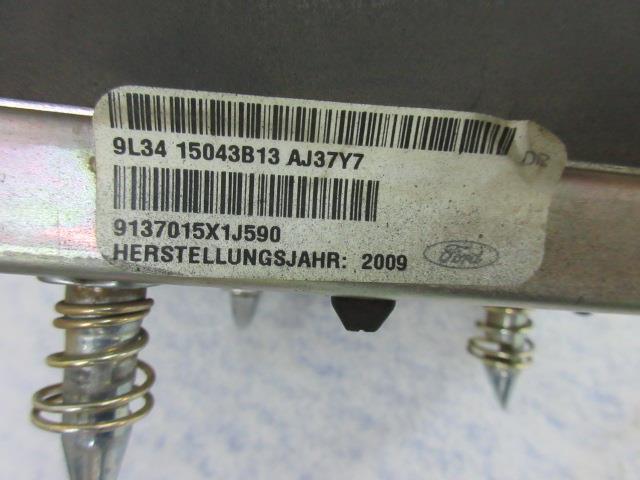 9L34 15043B13 AJ37Y7
DR
9137015X1J590
HERSTELLUNGSJAHR: 2009
Ford